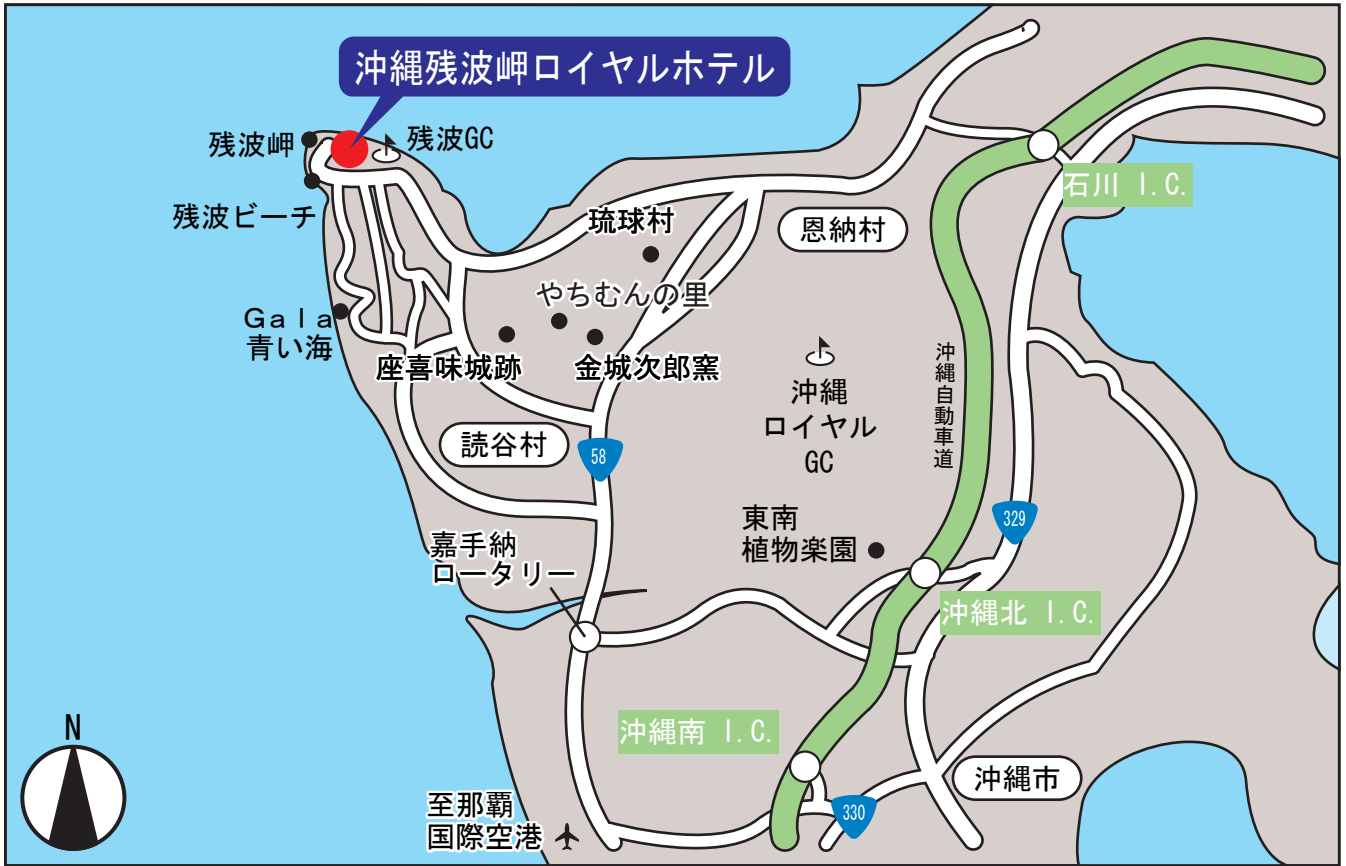 沖縄残波岬ロイヤルホテル
残波岬
残波GC
残波ビーチ
石川 I.C.
琉球村
恩納村
やちむんの里
Gala
青い海
座喜味城跡
金城次郎窯
沖縄
ロイヤル
GC
沖縄自動車道
読谷村
58
329
東南
植物楽園
嘉手納
ロータリー
沖縄北 I.C.
沖縄南 I.C.
N
沖縄市
至那覇
国際空港
330